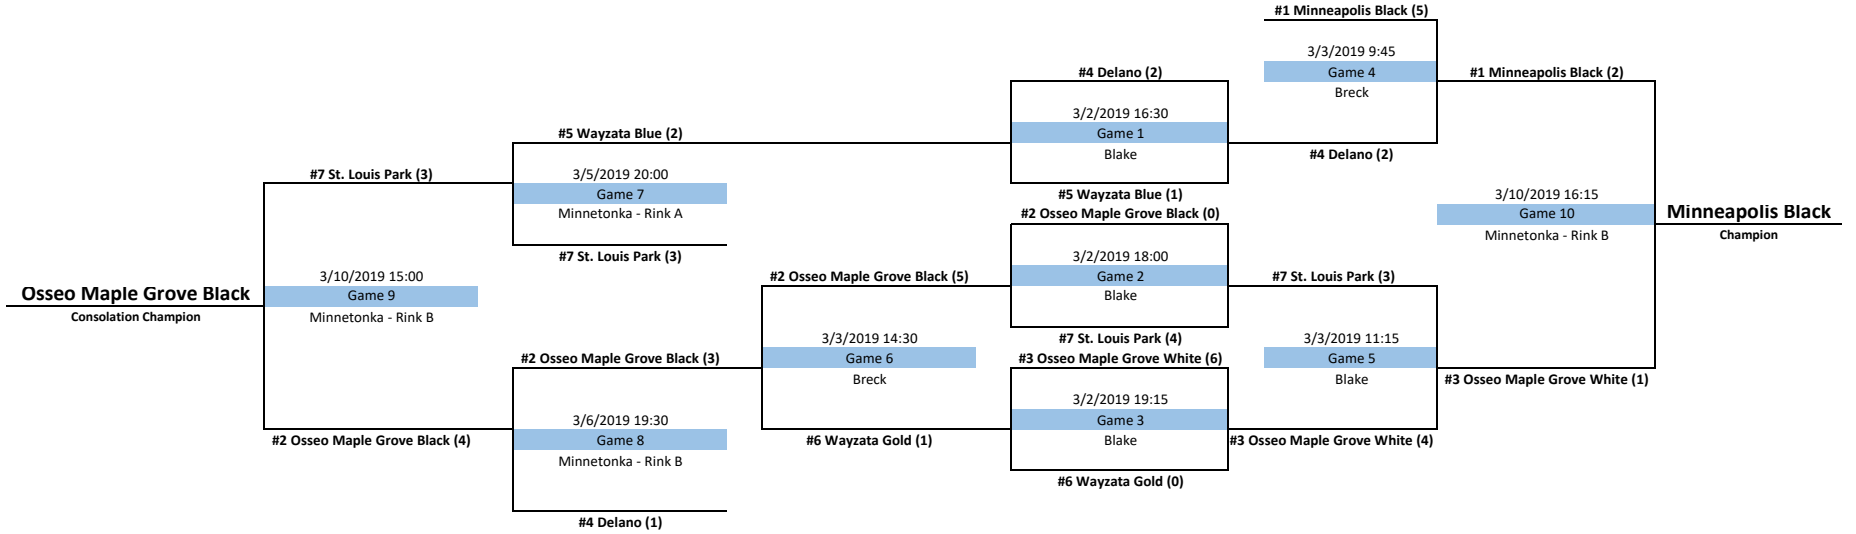 #1 Minneapolis Black (5)
3/3/2019 9:45
Game 4
Breck
#4 Delano (2)
#1 Minneapolis Black (2)
3/2/2019 16:30
Game 1
Blake
#5 Wayzata Blue (2)
#4 Delano (2)
#7 St. Louis Park (3)
3/5/2019 20:00
Game 7
Minnetonka - Rink A
#5 Wayzata Blue (1)
3/10/2019 16:15
Game 10
Minnetonka - Rink B
Minneapolis Black
Champion
#2 Osseo Maple Grove Black (0)
#7 St. Louis Park (3)
3/2/2019 18:00
Game 2
Blake
#2 Osseo Maple Grove Black (5)
#7 St. Louis Park (3)
3/10/2019 15:00
Game 9
Minnetonka - Rink B
Osseo Maple Grove Black
Consolation Champion
#7 St. Louis Park (4)
3/3/2019 14:30
Game 6
Breck
3/3/2019 11:15
Game 5
Blake
#2 Osseo Maple Grove Black (3)
#3 Osseo Maple Grove White (6)
#3 Osseo Maple Grove White (1)
3/2/2019 19:15
Game 3
Blake
#2 Osseo Maple Grove Black (4)
3/6/2019 19:30
Game 8
Minnetonka - Rink B
#6 Wayzata Gold (1)
#3 Osseo Maple Grove White (4)
#6 Wayzata Gold (0)
#4 Delano (1)